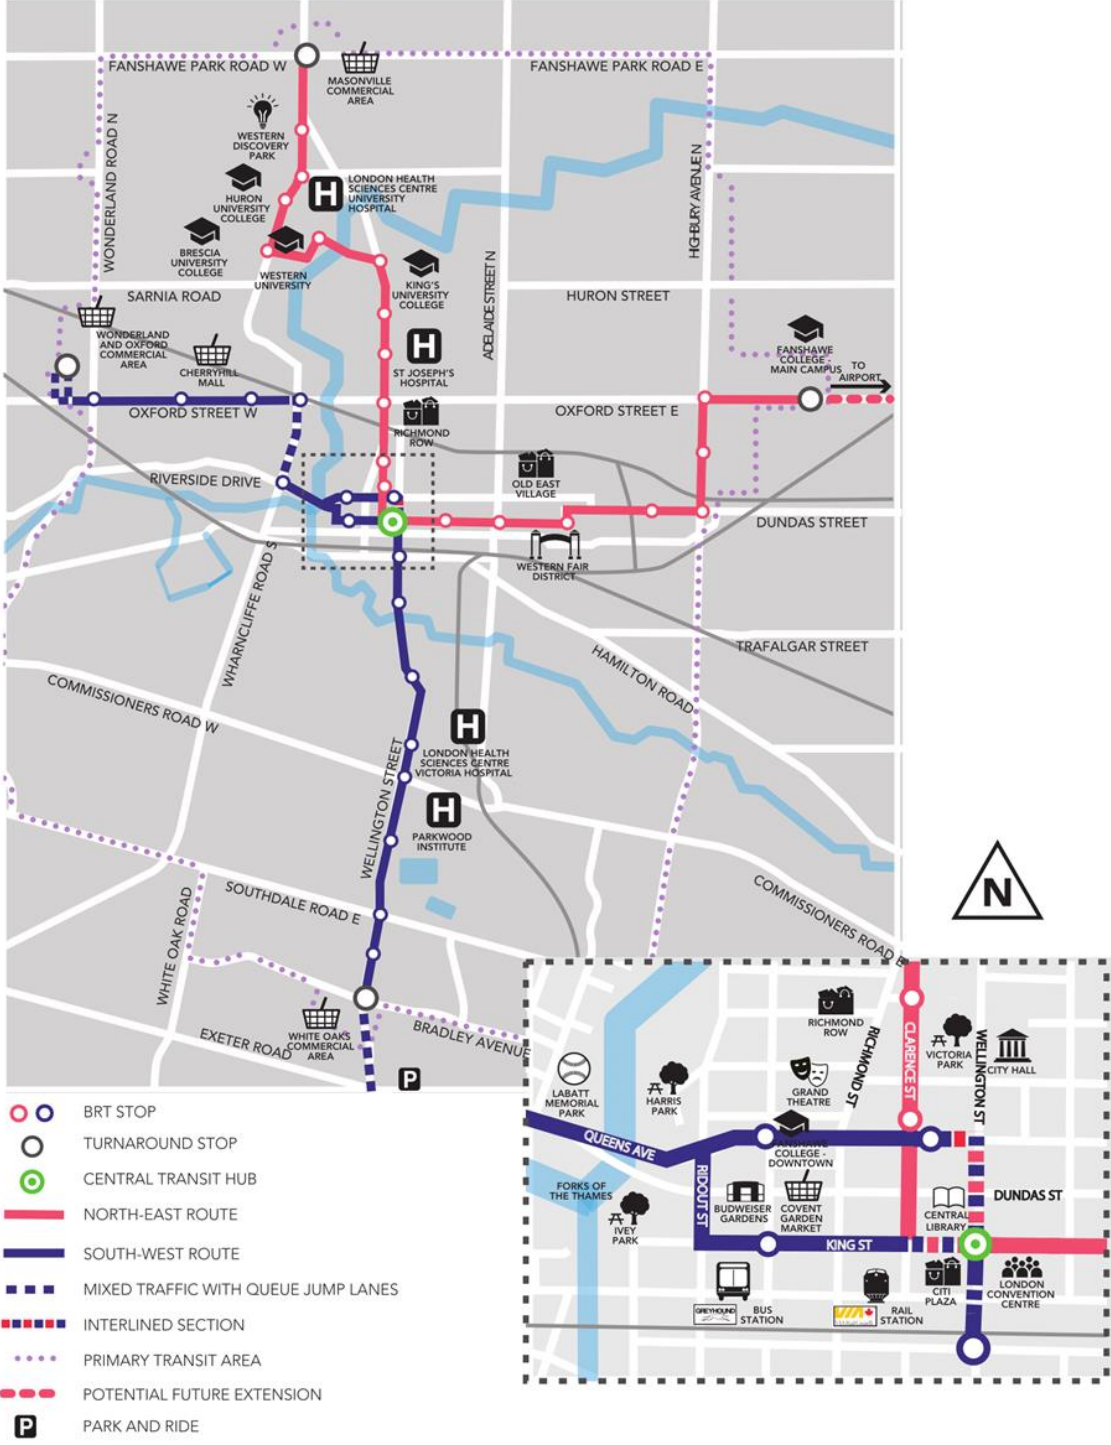 FANSHAWE PARK ROAD W
FANSHAWE PARK ROAD E
MASONVILLE
COMMERCIAL
AREA
WESTERN
DISCOVERY
PARK
WONDERLAND ROAD N
HIGHBURY AVENUE N
H
LONDON HEALTH
SCIENCES CENTRE
UNIVERSITY
HOSPITAL
HURON
UNIVERSITY
COLLEGE
BRESCIA
UNIVERSITY
COLLEGE
WESTERN
UNIVERSITY
KING'S
UNIVERSITY
COLLEGE
ADELAIDE STREET N
SARNIA ROAD
HURON STREET
WONDERLAND
AND OXFORD
COMMERCIAL
AREA
CHERRYHILL
MALL
H
ST JOSEPH'S
HOSPITAL
FANSHAWE
COLLEGE -
MAIN CAMPUS
TO
AIRPORT
OXFORD STREET W
OXFORD STREET E
RICHMOND
ROW
RIVERSIDE DRIVE
OLD EAST
VILLAGE
DUNDAS STREET
WESTERN FAIR
DISTRICT
WHARNCLIFFE ROAD S
TRAFALGAR STREET
HAMILTON ROAD
COMMISSIONERS ROAD W
H
LONDON HEALTH
SCIENCES CENTRE
VICTORIA HOSPITAL
WELLINGTON STREET
H
PARKWOOD
INSTITUTE
SOUTHDALE ROAD E
COMMISSIONERS ROAD E
WHITE OAK ROAD
N
WHITE OAKS
COMMERCIAL
AREA
EXETER ROAD
BRADLEY AVENUE
P
RICHMOND
ROW
RICHMOND ST
CLARENCE ST
VICTORIA
PARK
WELLINGTON ST
CITY HALL
LABATT
MEMORIAL
PARK
HARRIS
PARK
GRAND
THEATRE
QUEENS AVE
FANSHAWE
COLLEGE -
DOWNTOWN
FORKS OF
THE THAMES
IVEY
PARK
RIDOUT ST
BUDWEISER
GARDENS
COVENT
GARDEN
MARKET
CENTRAL
LIBRARY
DUNDAS ST
KING ST
GREYHOUND
BUS
STATION
VIA
RAIL
STATION
CITI
PLAZA
LONDON
CONVENTION
CENTRE
BRT STOP
TURNAROUND STOP
CENTRAL TRANSIT HUB
NORTH-EAST ROUTE
SOUTH-WEST ROUTE
MIXED TRAFFIC WITH QUEUE JUMP LANES
INTERLINED SECTION
PRIMARY TRANSIT AREA
POTENTIAL FUTURE EXTENSION
P PARK AND RIDE